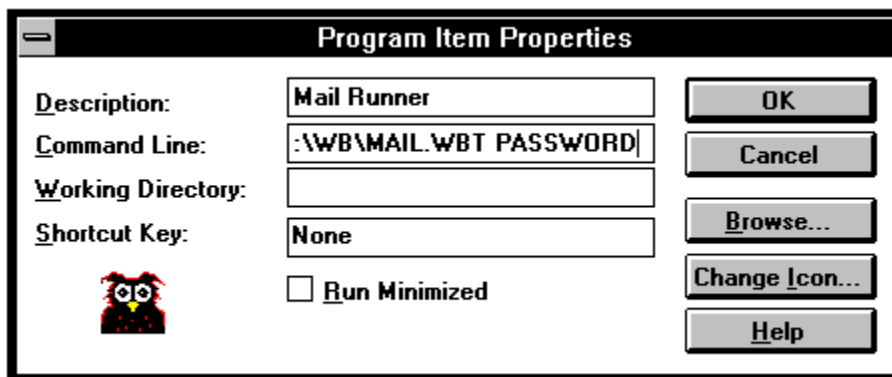 Program Item Properties
Description: Mail Runner
Command Line: :\WB\MAIL.WBT PASSWORD
Working Directory:
Shortcut Key: None
Run Minimized
OK
Cancel
Browse...
Change Icon...
Help